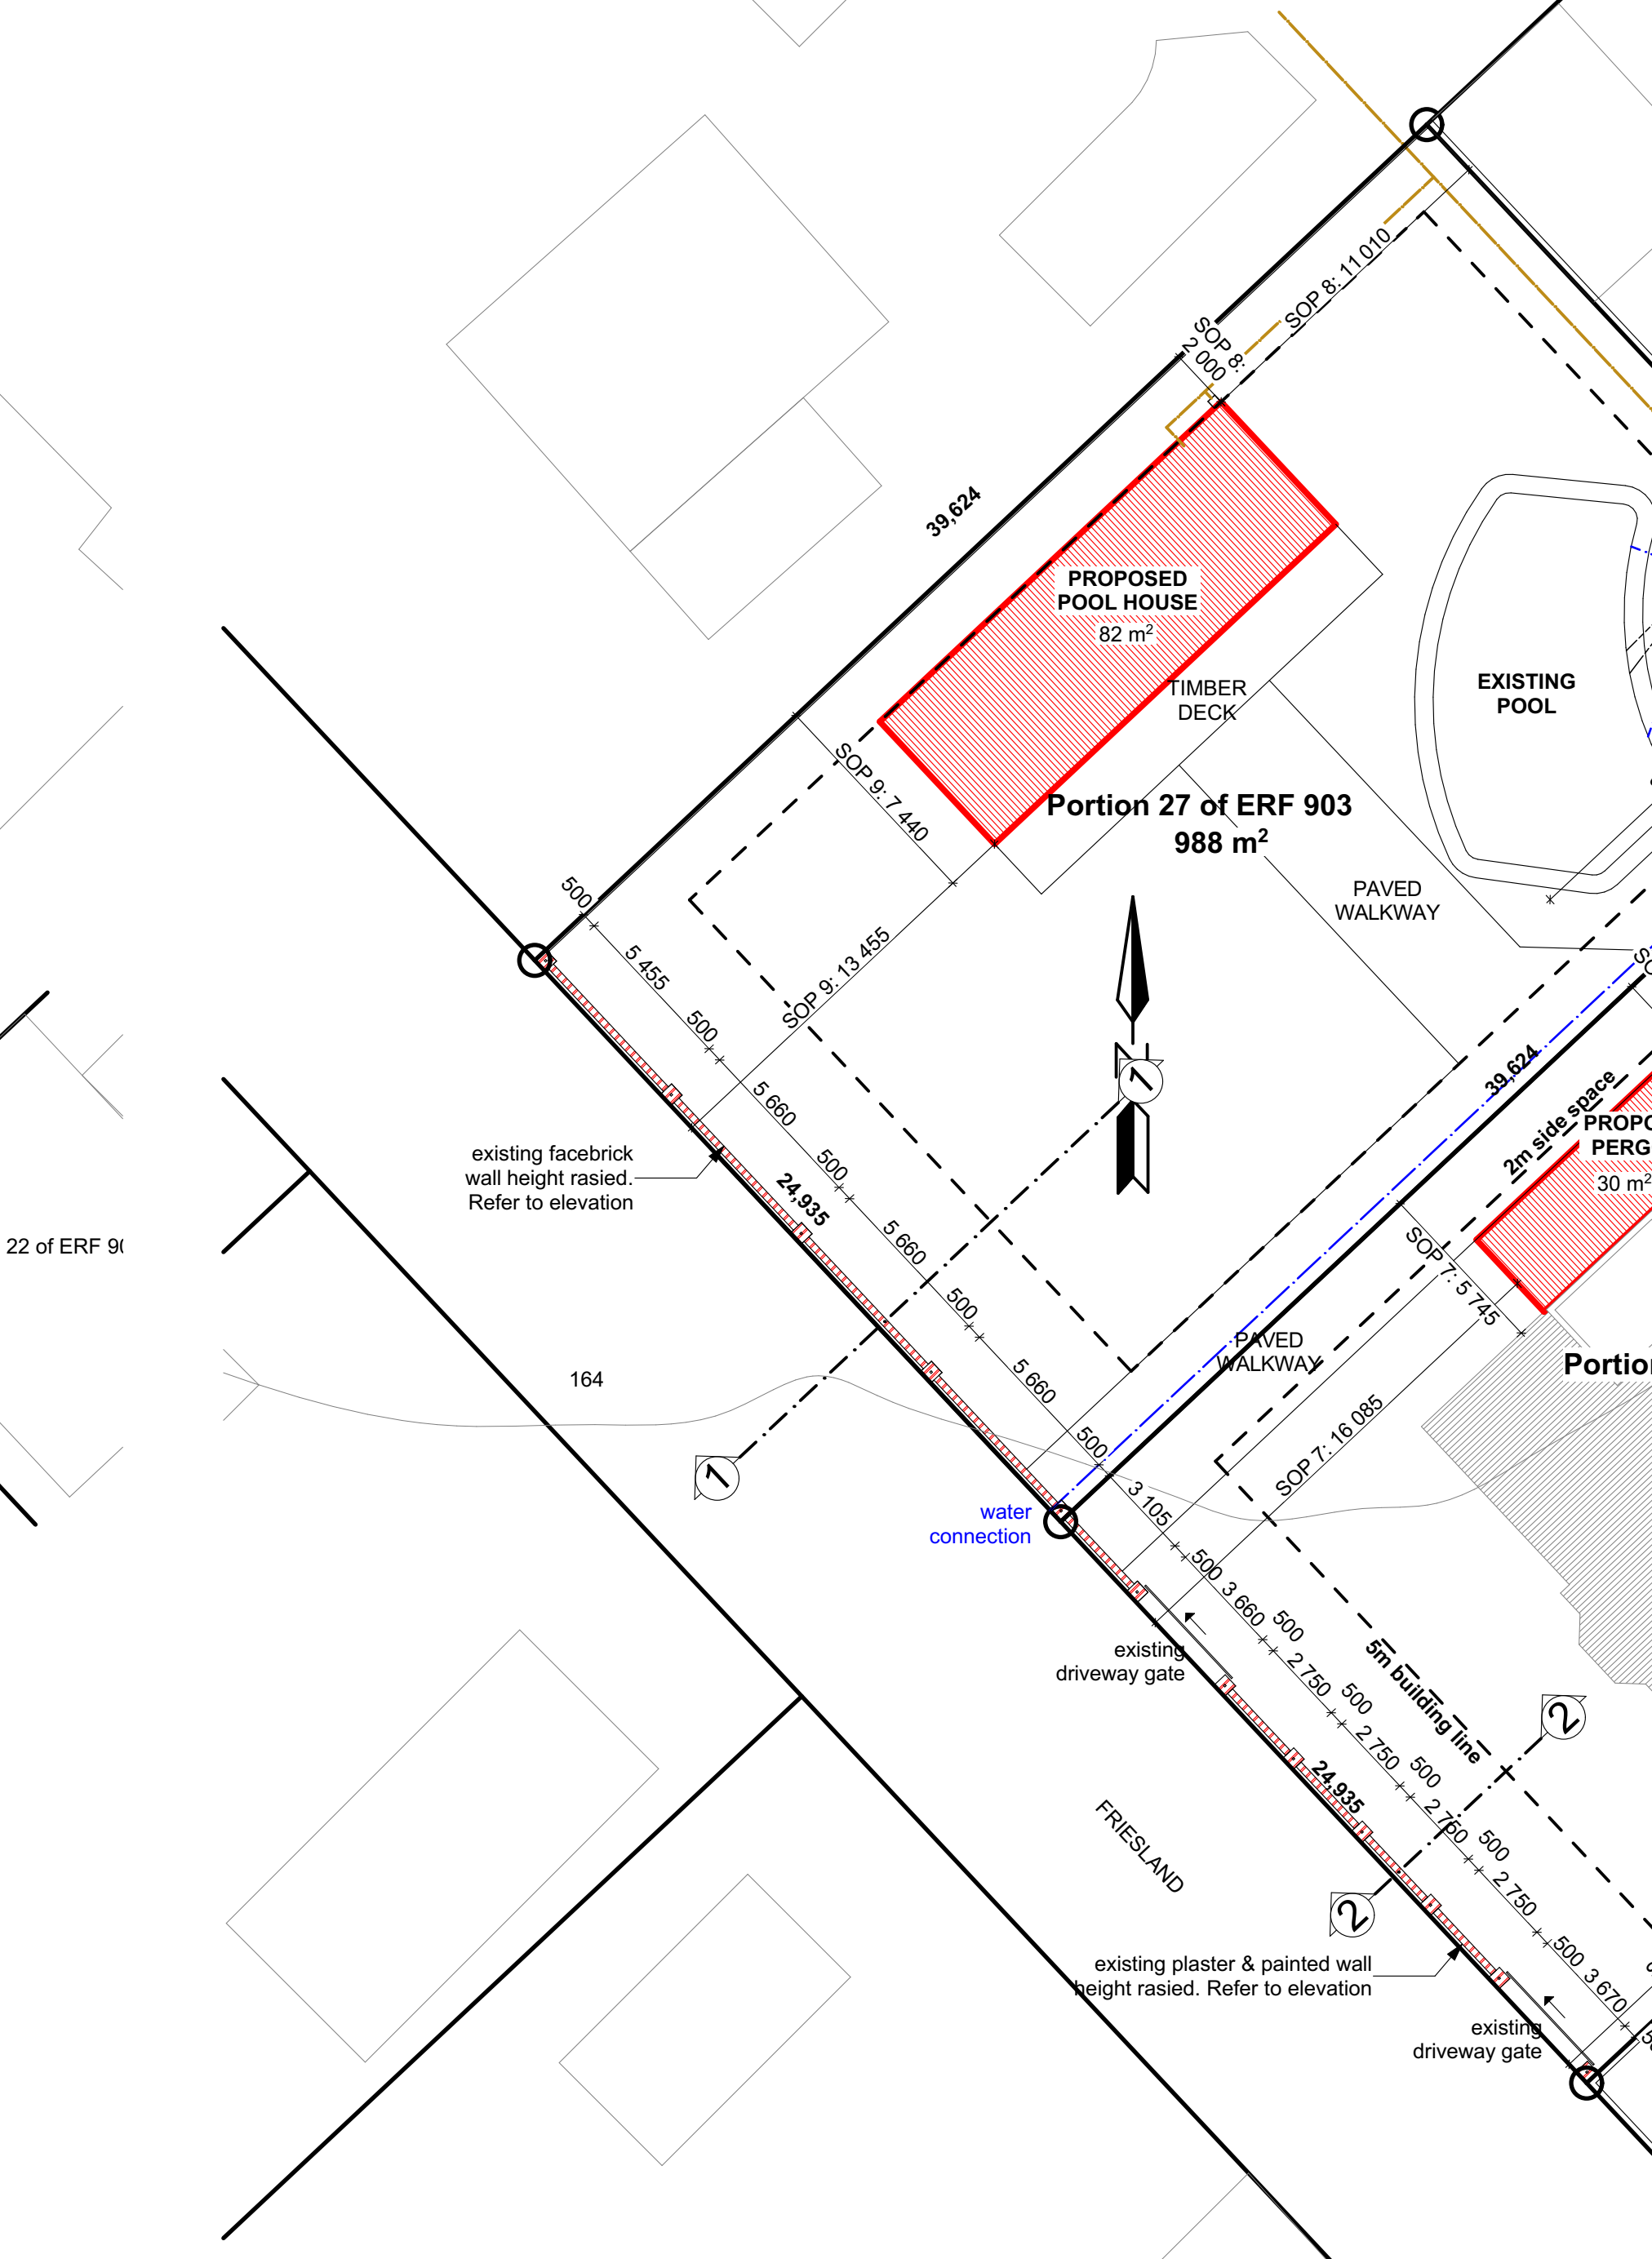 SOP 8: 11 010
SOP 8:
2 000
39,624
PROPOSED
POOL HOUSE
82 m²
TIMBER
DECK
EXISTING
POOL
SOP 9: 7 440
Portion 27 of ERF 903
988 m²
PAVED
WALKWAY
500
5 455
SOP 9: 13 455
500
5 660
N
1
39,624
2m side space
PROPO
PERG
30 m²
existing facebrick
wall height rasied.
Refer to elevation
500
24,935
5 660
22 of ERF 90
500
SOP 7: 5 745
PAVED
WALKWAY
Portion
5 660
164
SOP 7: 16 085
500
1
3 105
water
connection
500
3 660
500
existing
driveway gate
2 750
500
5m building line
2
2 750
500
24,935
2 750
FRIESLAND
500
2 750
2
500
existing plaster & painted wall
height rasied. Refer to elevation
3 670
existing
driveway gate